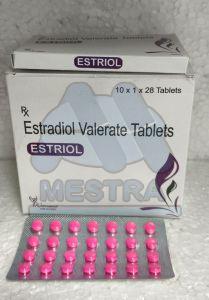 ESTRIOL
10 x 1 x 28 Tablets
Rx
Estradiol Valerate Tablets
ESTRIOL
MESTRA